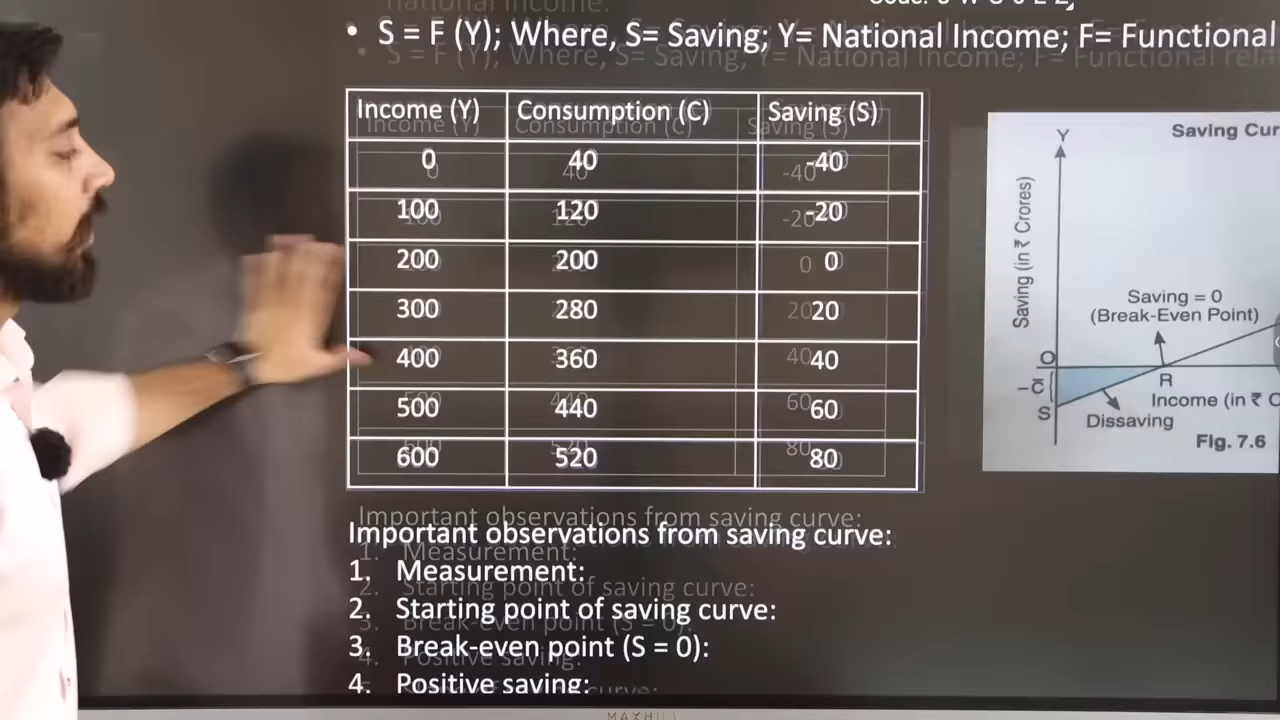 • S = F (Y); Where, S= Saving; Y= National Income; F= Functional
Income (Y) Consumption (C) Saving (S)
0 40 -40
100 120 -20
200 200 0
300 280 20
400 360 40
500 440 60
600 520 80
Important observations from saving curve:
1. Measurement:
2. Starting point of saving curve:
3. Break-even point (S = 0):
4. Positive saving:
Saving Cur
Y
Saving (in ₹ Crores)
Saving = 0
(Break-Even Point)
O
R
–C̄
S
Income (in ₹ C
Dissaving
Fig. 7.6